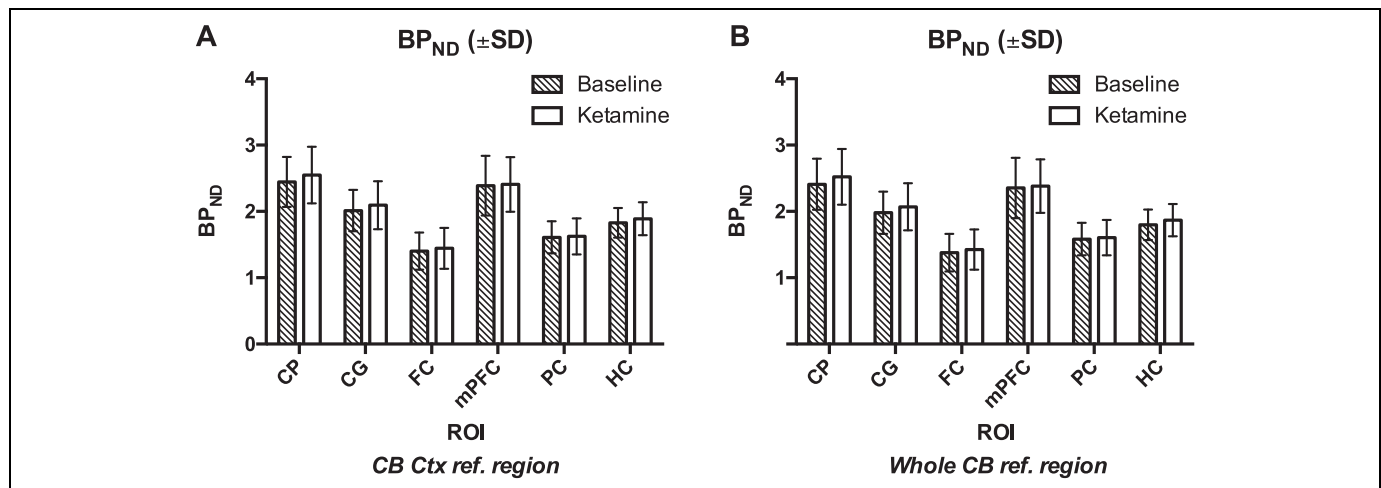 A
BP_ND (±SD)
Baseline
Ketamine
4
3
2
1
0
BP_ND
CP
CG
FC
mPFC
PC
HC
ROI
CB Ctx ref. region
B
BP_ND (±SD)
Baseline
Ketamine
4
3
2
1
BP_ND
CP
CG
FC
mPFC
PC
HC
ROI
Whole CB ref. region